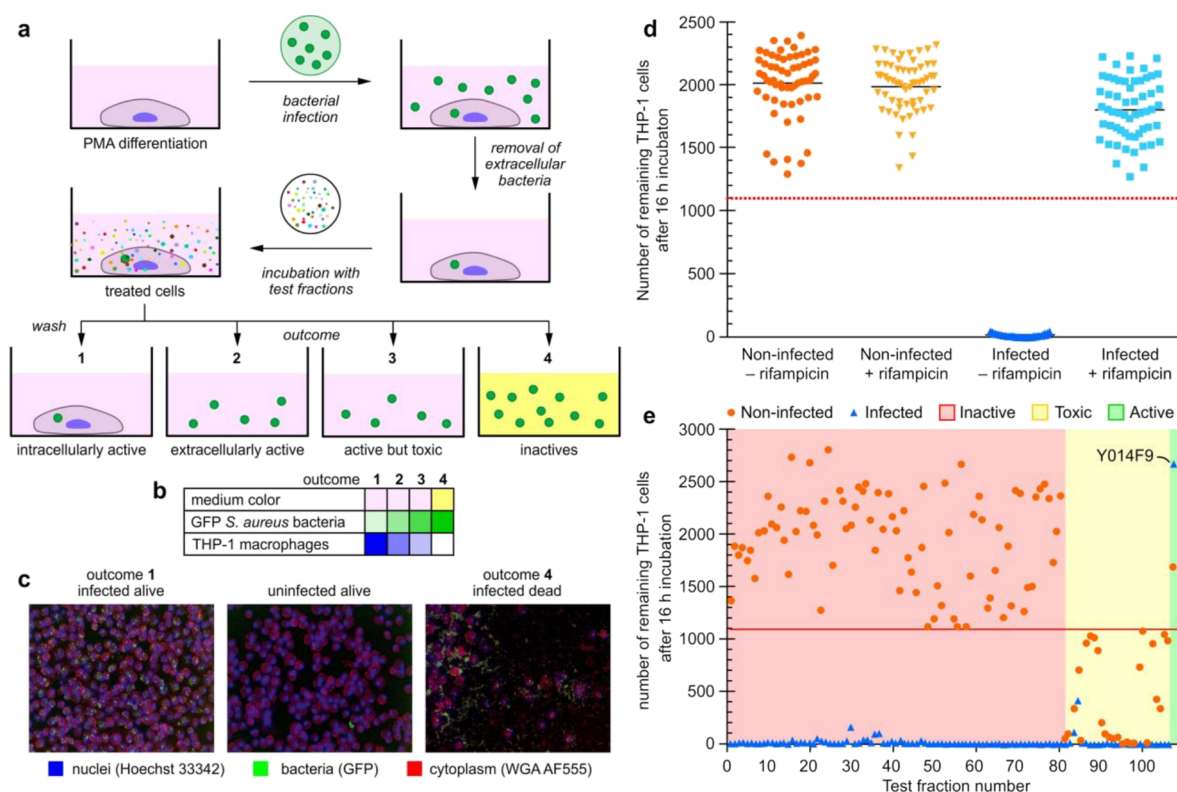 a
PMA differentiation
bacterial
infection
removal of
extracellular
bacteria
incubation with
test fractions
treated cells
wash
outcome
1
2
3
4
intracellularly active
extracellularly active
active but toxic
inactives
b
outcome
1 2 3 4
medium color
GFP S. aureus bacteria
THP-1 macrophages
c
outcome 1
infected alive
uninfected alive
outcome 4
infected dead
nuclei (Hoechst 33342)
bacteria (GFP)
cytoplasm (WGA AF555)
d
Number of remaining THP-1 cells
after 16 h incubaton
2500
2000
1500
1000
500
0
Non-infected
– rifampicin
Non-infected
+ rifampicin
Infected
– rifampicin
Infected
+ rifampicin
e
Non-infected
Infected
Inactive
Toxic
Active
number of remaining THP-1 cells
after 16 h incubation
3000
2500
2000
1500
1000
500
0
Y014F9
0 10 20 30 40 50 60 70 80 90 100
Test fraction number